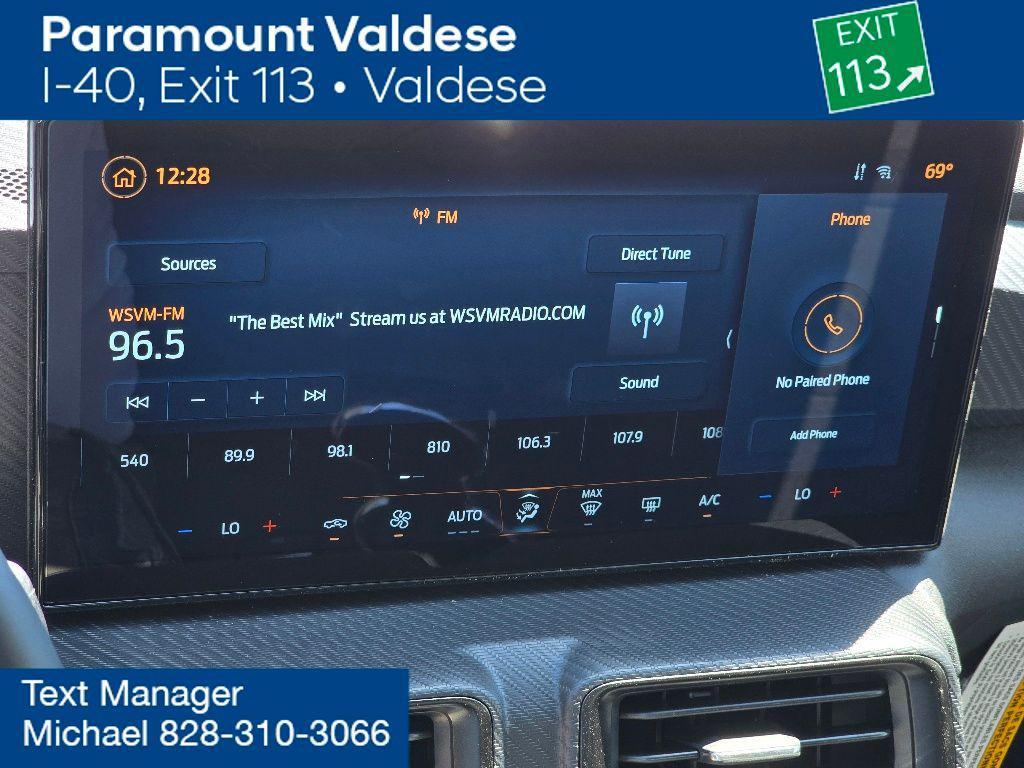 Paramount Valdese
I-40, Exit 113 • Valdese
EXIT
113
12:28
69°
FM
Phone
Sources
Direct Tune
WSVM-FM
96.5
"The Best Mix" Stream us at WSVMRADIO.COM
Sound
No Paired Phone
Add Phone
540
89.9
98.1
810
106.3
107.9
108
LO
AUTO
MAX
A/C
LO
Text Manager
Michael 828-310-3066